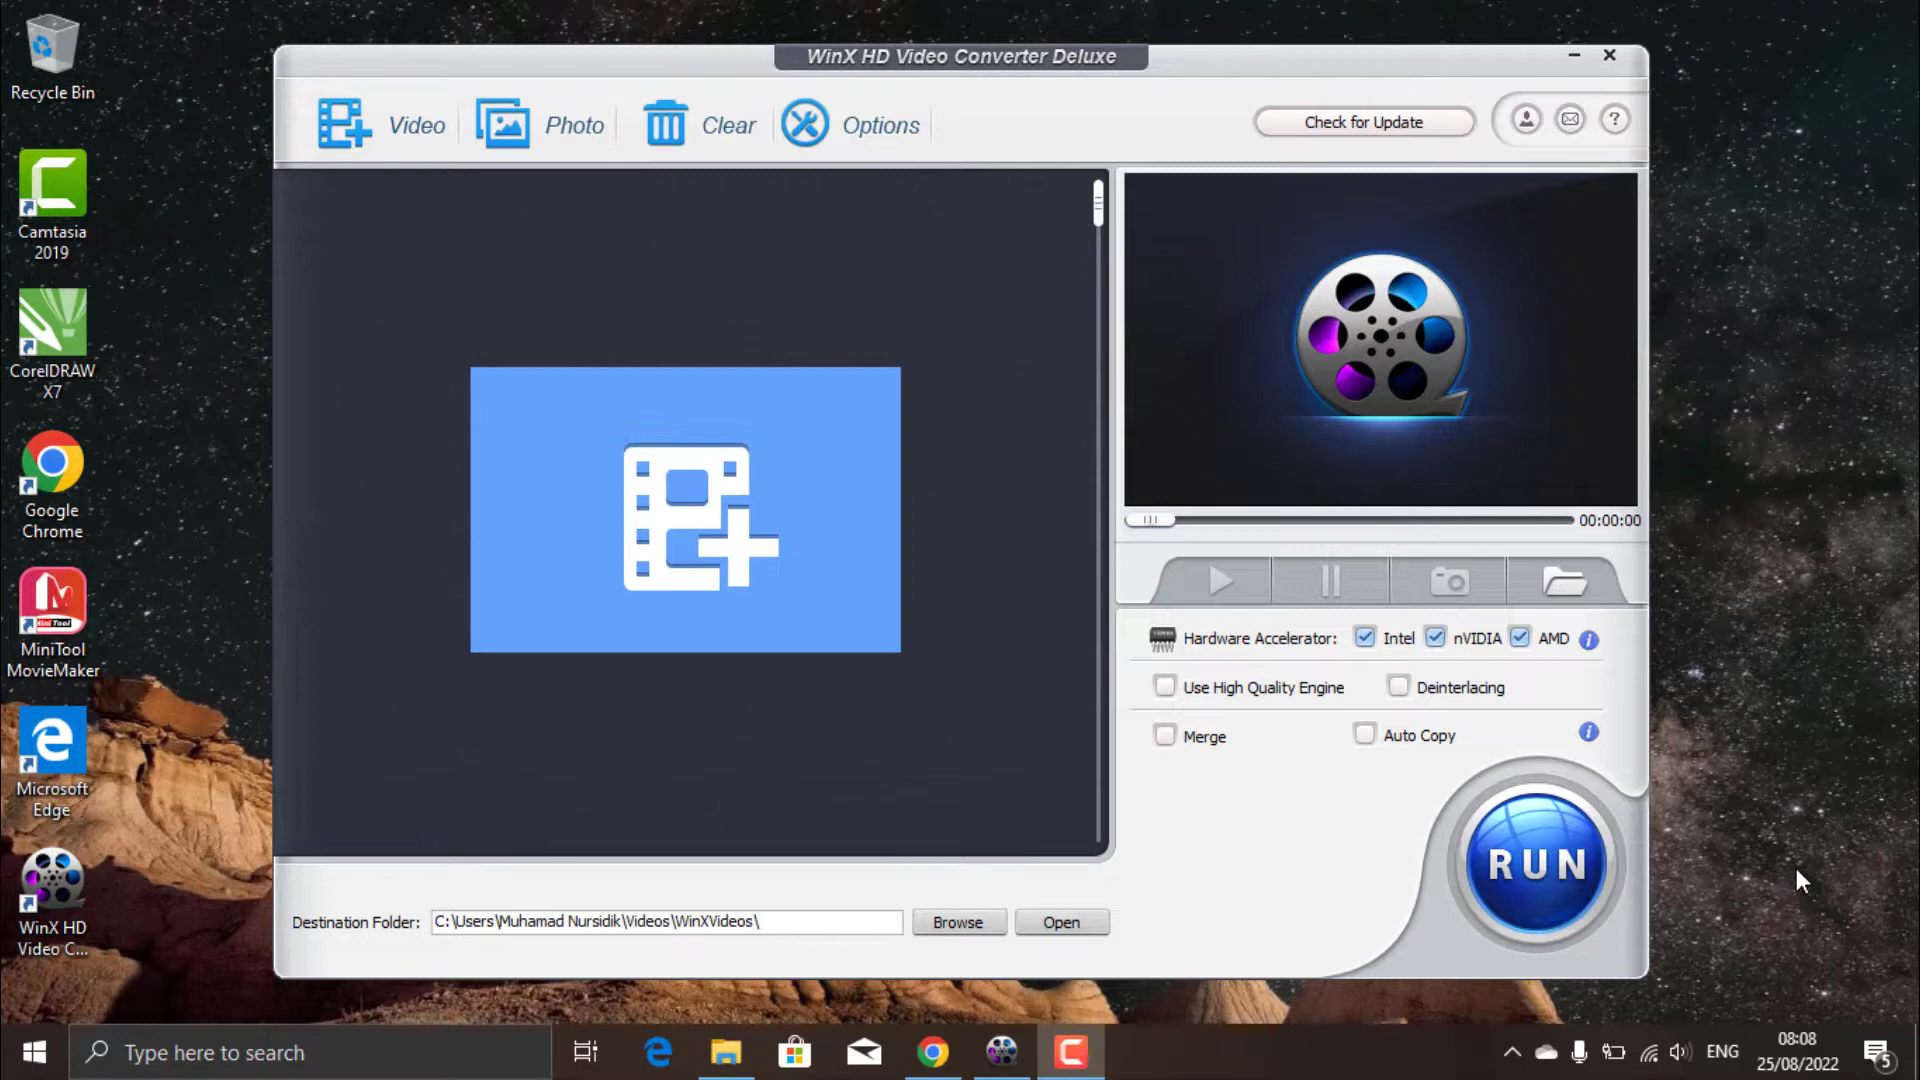 WinX HD Video Converter Deluxe
Video
Photo
Clear
Options
Check for Update
?
00:00:00
Hardware Accelerator:
Intel
nVIDIA
AMD
i
Use High Quality Engine
Deinterlacing
Merge
Auto Copy
i
RUN
Destination Folder:
C:\Users\Muhamad Nursidik\Videos\WinXVideos\
Browse
Open
Recycle Bin
Camtasia
2019
CorelDRAW
X7
Google
Chrome
Mini Tool
MiniTool
MovieMaker
Microsoft
Edge
WinX HD
Video C...
Type here to search
ENG
08:08
25/08/2022
5